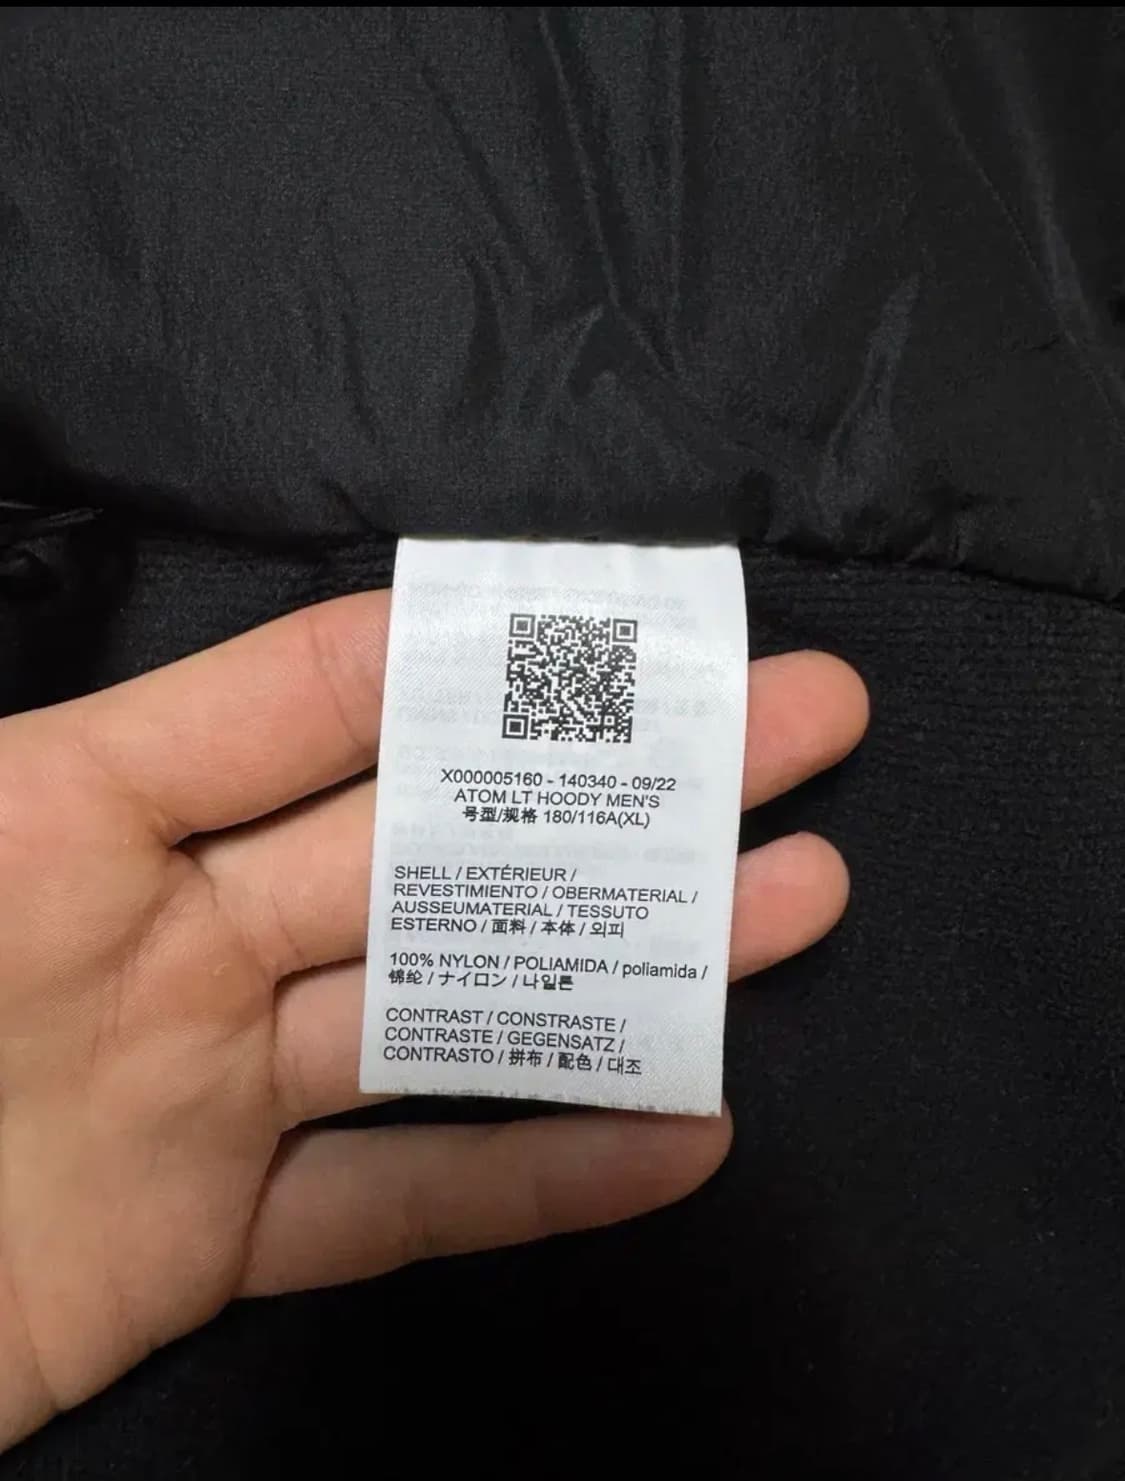 X000005160 - 140340 - 09/22
ATOM LT HOODY MEN'S
号型/规格 180/116A(XL)
SHELL / EXTÉRIEUR /
REVESTIMIENTO / OBERMATERIAL /
AUSSEUMATERIAL / TESSUTO
ESTERNO / 面料 / 本体 / 외피
100% NYLON / POLIAMIDA / poliamida /
锦纶 / ナイロン / 나일론
CONTRAST / CONSTRASTE /
CONTRASTE / GEGENSATZ /
CONTRASTO / 拼布 / 配色 / 대조